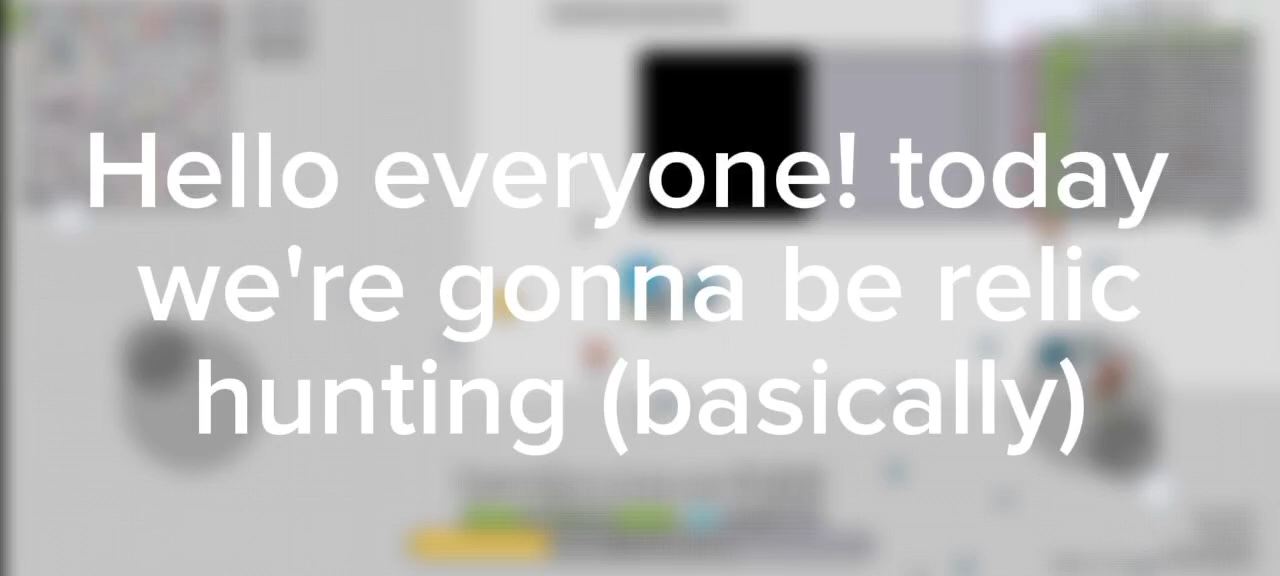 Hello everyone! today
we're gonna be relic
hunting (basically)